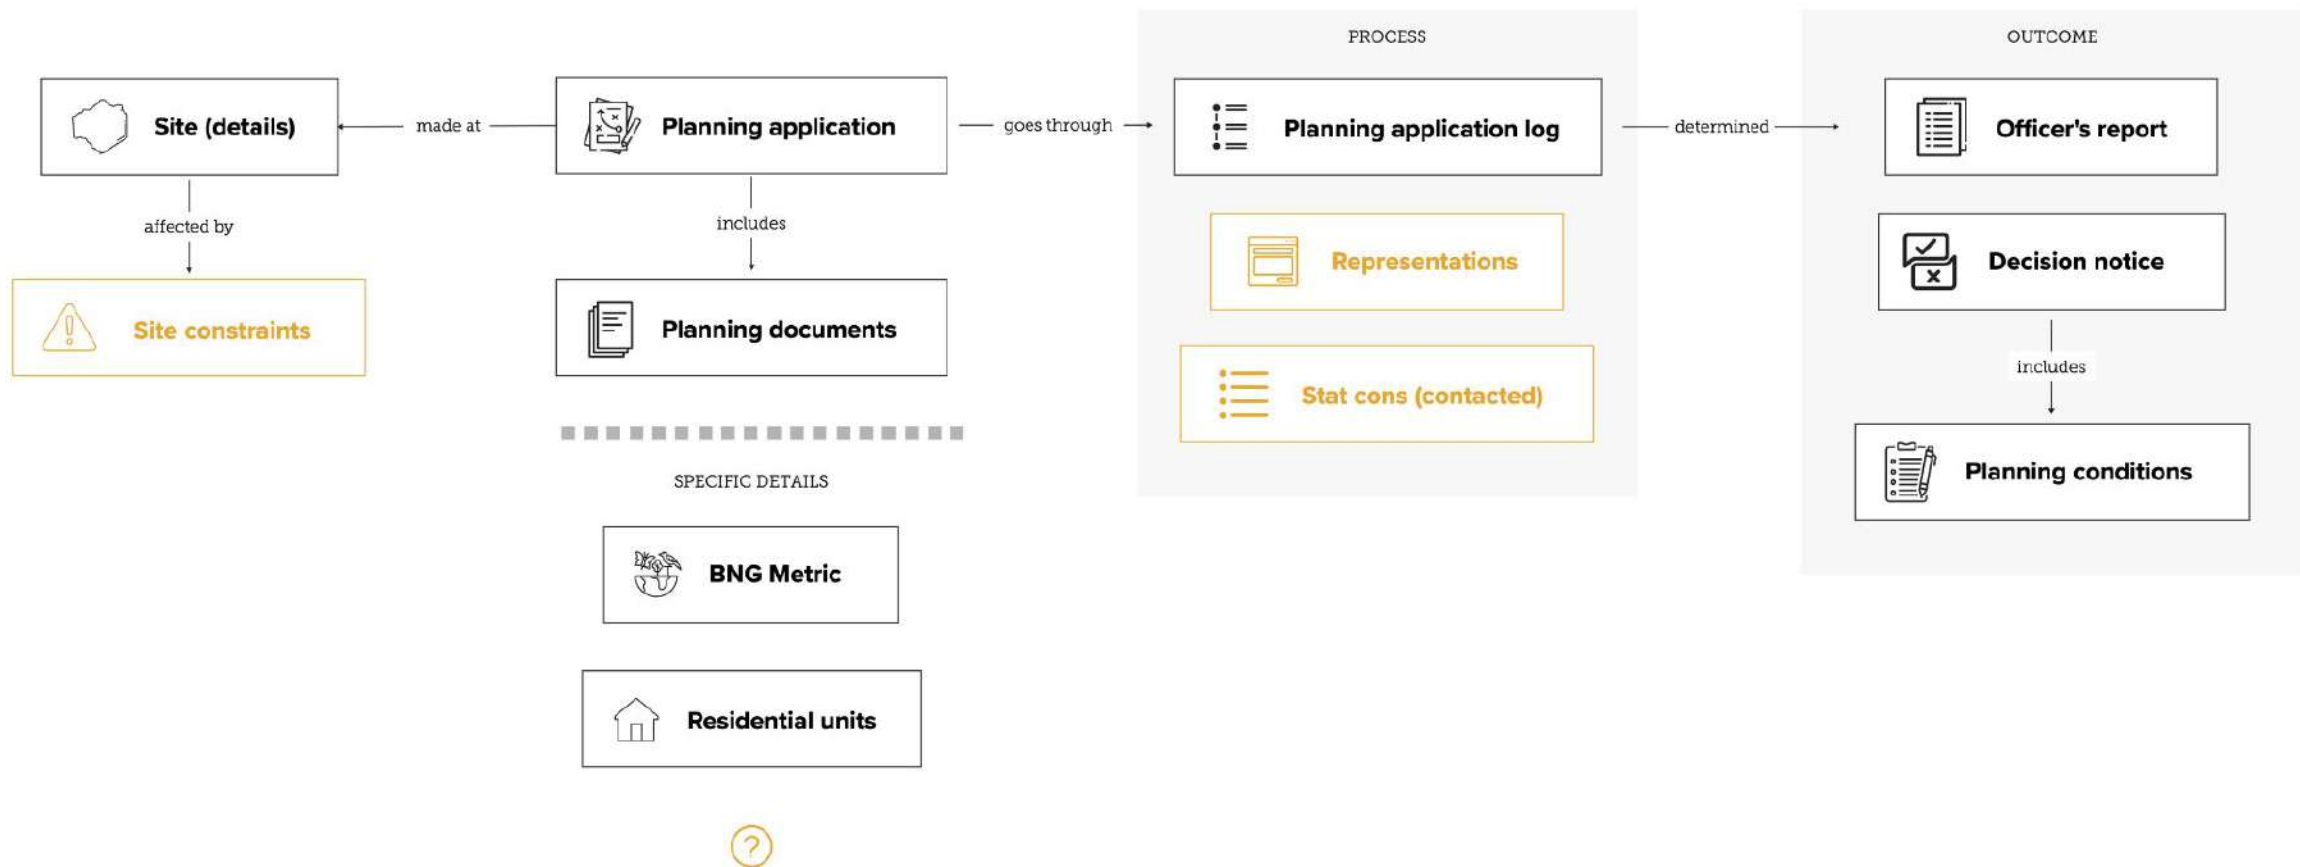 PROCESS
OUTCOME
Site (details)
made at
Planning application
goes through
Planning application log
determined
Officer's report
affected by
includes
Representations
Decision notice
Site constraints
Planning documents
Stat cons (contacted)
includes
Planning conditions
SPECIFIC DETAILS
BNG Metric
Residential units
?